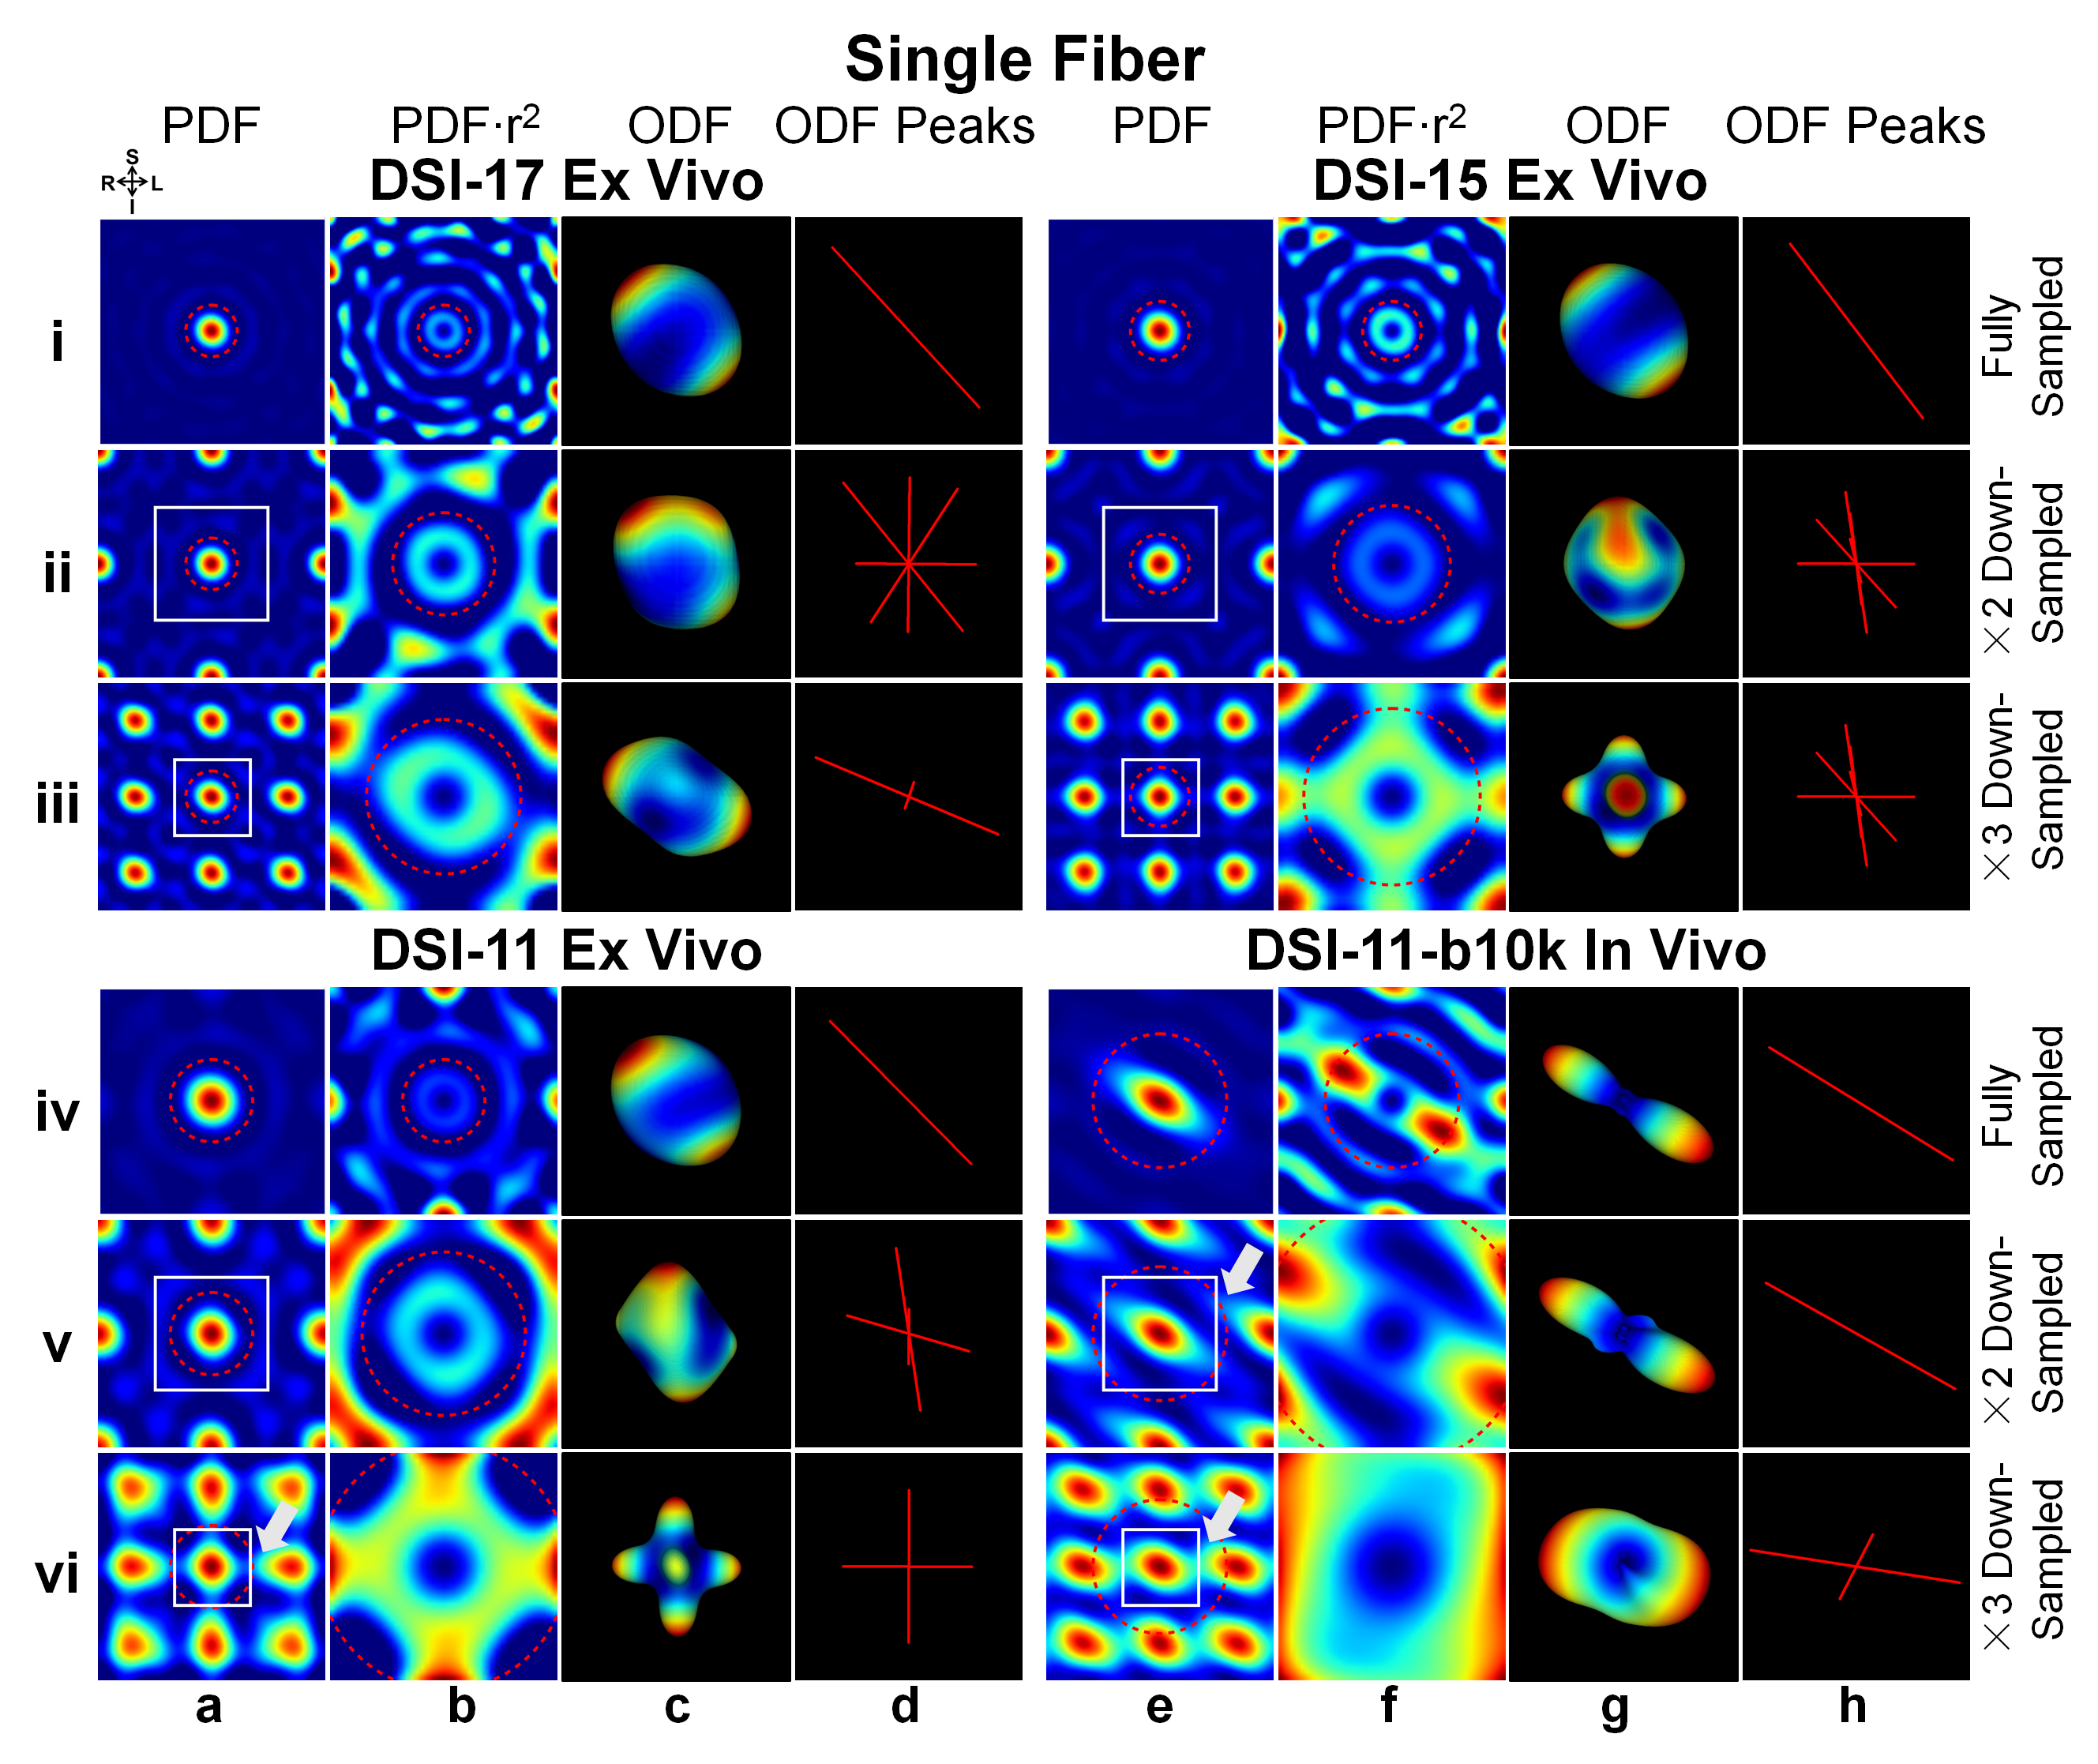 Single Fiber
PDF PDF·r² ODF ODF Peaks PDF PDF·r² ODF ODF Peaks
DSI-17 Ex Vivo DSI-15 Ex Vivo
S
R L
I
i
Fully
Sampled
ii
×2 Down-
Sampled
iii
×3 Down-
Sampled
DSI-11 Ex Vivo DSI-11-b10k In Vivo
iv
Fully
Sampled
v
×2 Down-
Sampled
vi
×3 Down-
Sampled
a b c d e f g h